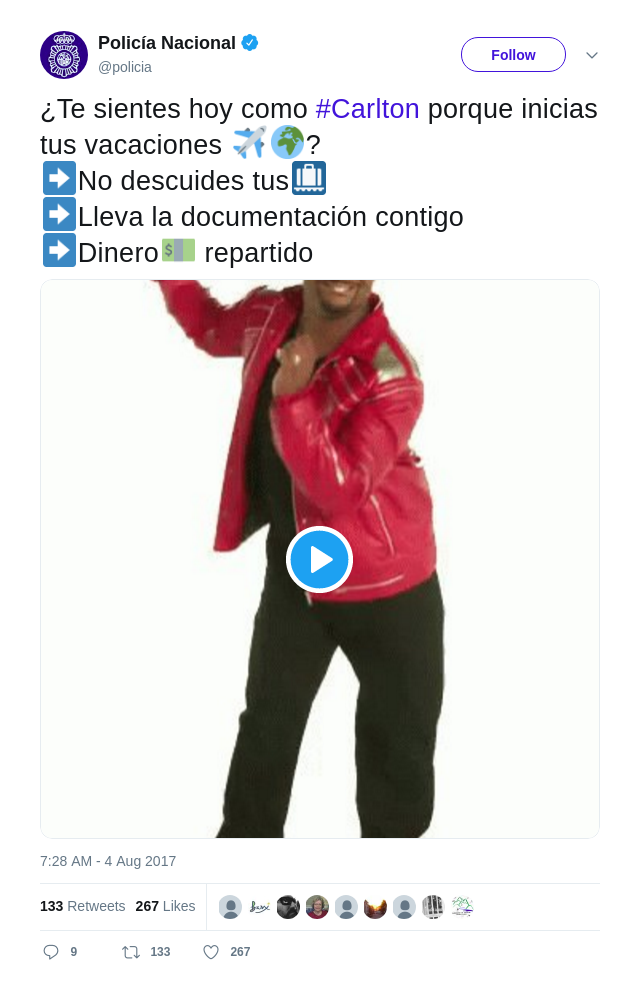 Policía Nacional
@policia
Follow
¿Te sientes hoy como #Carlton porque inicias
tus vacaciones ✈️🌍?
➡️No descuides tus🛄
➡️Lleva la documentación contigo
➡️Dinero💵 repartido
7:28 AM - 4 Aug 2017
133 Retweets 267 Likes
9 133 267